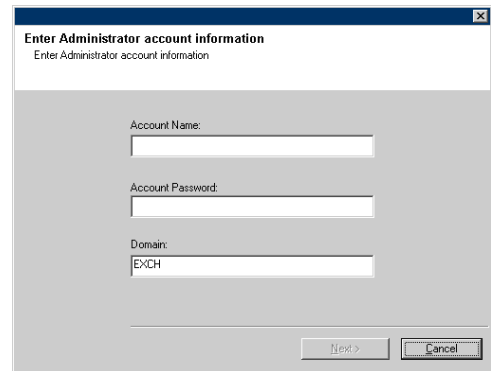 Enter Administrator account information
Enter Administrator account information
Account Name:
Account Password:
Domain:
EXCH
Next >
Cancel